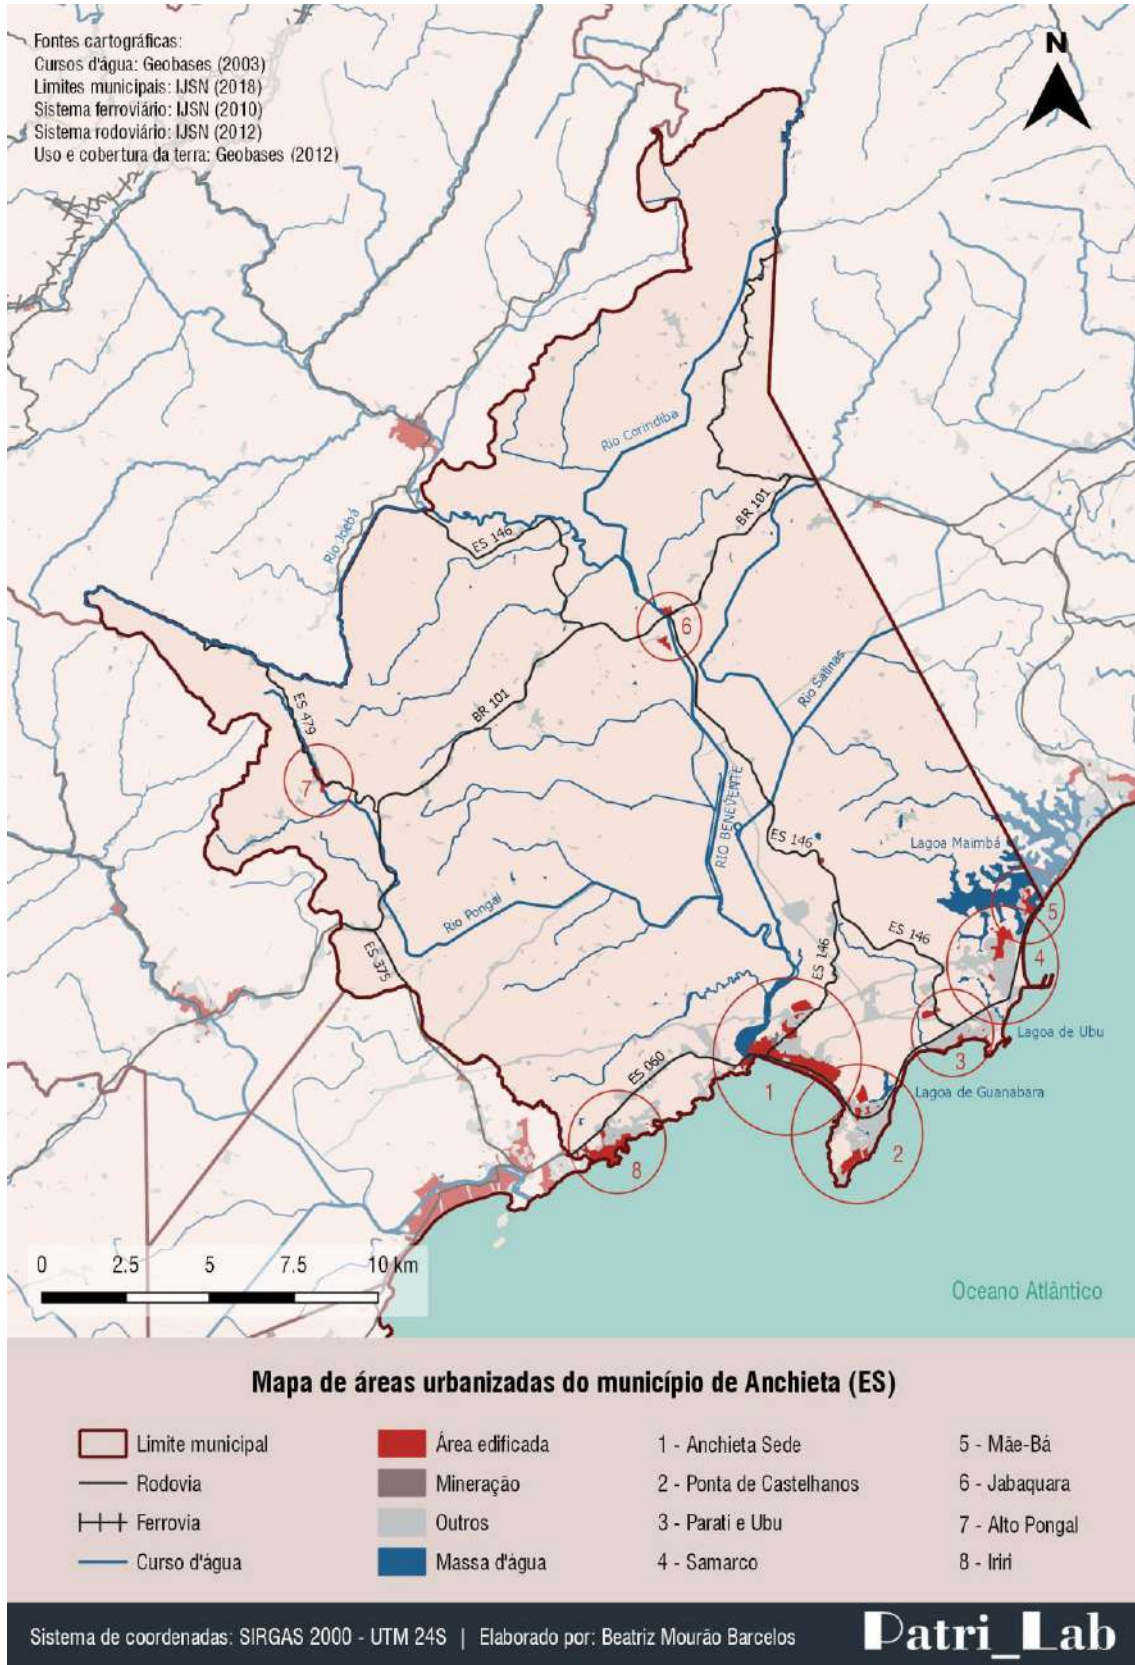 Fontes cartográficas:
Cursos d'água: Geobases (2003)
Limites municipais: IJSN (2018)
Sistema ferroviário: IJSN (2010)
Sistema rodoviário: IJSN (2012)
Uso e cobertura da terra: Geobases (2012)
N
Rio Corindiba
BR 101
Rio Joeba
ES 146
6
Rio Salinas
ES 479
BR 101
7
RIO BENEVENTE
ES 146
Lagoa Maimbá
Rio Pongal
5
ES 146
ES 146
4
ES 375
Lagoa de Ubu
3
ES 060
1
Lagoa de Guanabara
2
8
0 2.5 5 7.5 10 km
Oceano Atlântico
Mapa de áreas urbanizadas do município de Anchieta (ES)
Limite municipal
Rodovia
Ferrovia
Curso d'água
Área edificada
Mineração
Outros
Massa d'água
1 - Anchieta Sede
2 - Ponta de Castelhanos
3 - Parati e Ubu
4 - Samarco
5 - Mãe-Bá
6 - Jabaquara
7 - Alto Pongal
8 - Iriri
Sistema de coordenadas: SIRGAS 2000 - UTM 24S | Elaborado por: Beatriz Mourão Barcelos
Patri_Lab